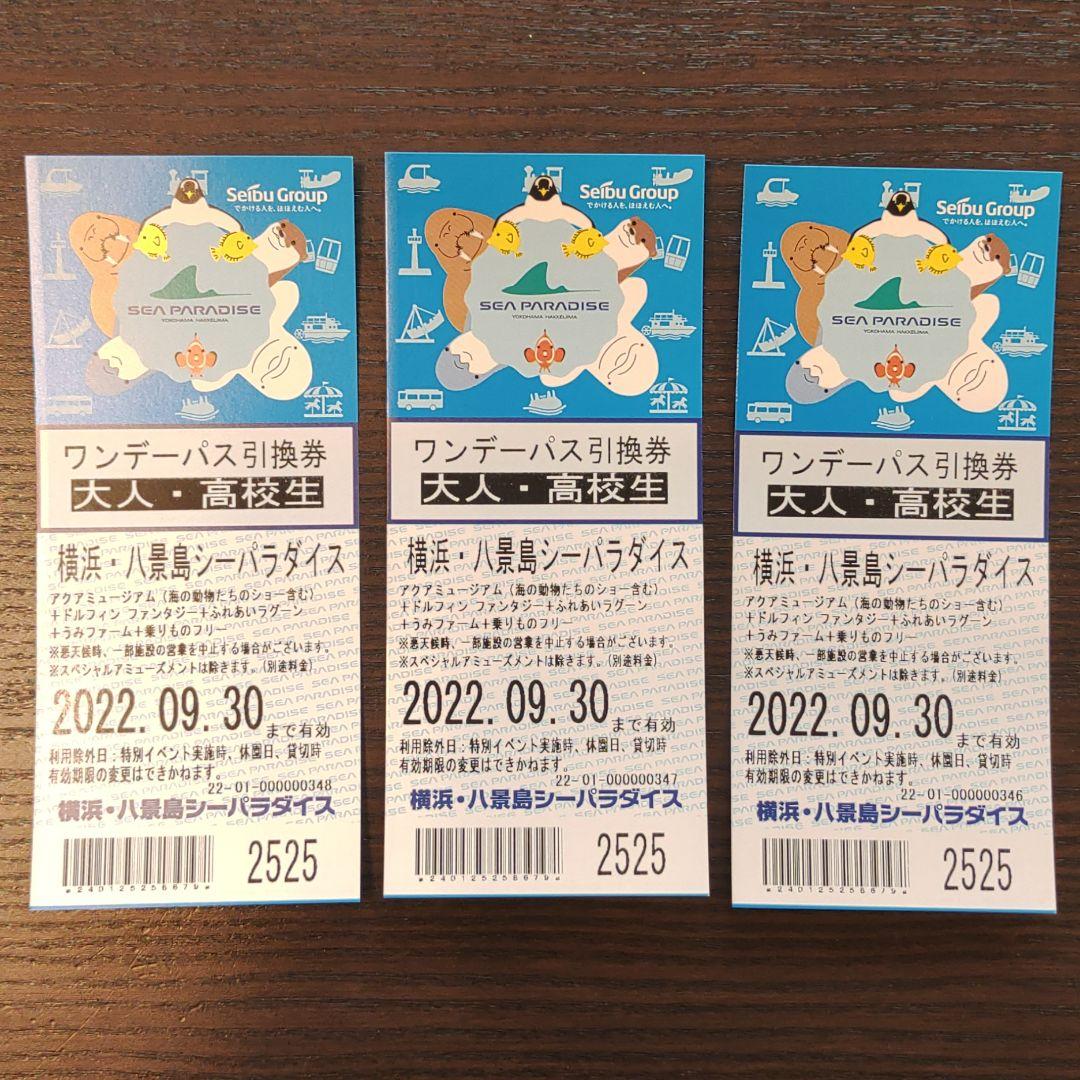 Seibu Group
でかける人を、ほほえむ人へ。
SEA PARADISE
YOKOHAMA HAKKEIJIMA
ワンデーパス引換券
大人・高校生
横浜・八景島シーパラダイス
アクアミュージアム（海の動物たちのショー含む）
＋ドルフィン ファンタジー＋ふれあいラグーン
＋うみファーム＋乗りものフリー
※悪天候時、一部施設の営業を中止する場合がございます。
※スペシャルアミューズメントは除きます。(別途料金)
2022.09.30まで有効
利用除外日：特別イベント実施時、休園日、貸切時
有効期限の変更はできかねます。
22-01-000000348
横浜・八景島シーパラダイス
2525
*240125256679*
Seibu Group
でかける人を、ほほえむ人へ。
SEA PARADISE
YOKOHAMA HAKKEIJIMA
ワンデーパス引換券
大人・高校生
横浜・八景島シーパラダイス
アクアミュージアム（海の動物たちのショー含む）
＋ドルフィン ファンタジー＋ふれあいラグーン
＋うみファーム＋乗りものフリー
※悪天候時、一部施設の営業を中止する場合がございます。
※スペシャルアミューズメントは除きます。(別途料金)
2022.09.30まで有効
利用除外日：特別イベント実施時、休園日、貸切時
有効期限の変更はできかねます。
22-01-000000347
横浜・八景島シーパラダイス
2525
*240125256679*
Seibu Group
でかける人を、ほほえむ人へ。
SEA PARADISE
YOKOHAMA HAKKEIJIMA
ワンデーパス引換券
大人・高校生
横浜・八景島シーパラダイス
アクアミュージアム（海の動物たちのショー含む）
＋ドルフィン ファンタジー＋ふれあいラグーン
＋うみファーム＋乗りものフリー
※悪天候時、一部施設の営業を中止する場合がございます。
※スペシャルアミューズメントは除きます。(別途料金)
2022.09.30まで有効
利用除外日：特別イベント実施時、休園日、貸切時
有効期限の変更はできかねます。
22-01-000000346
横浜・八景島シーパラダイス
2525
*240125256679*